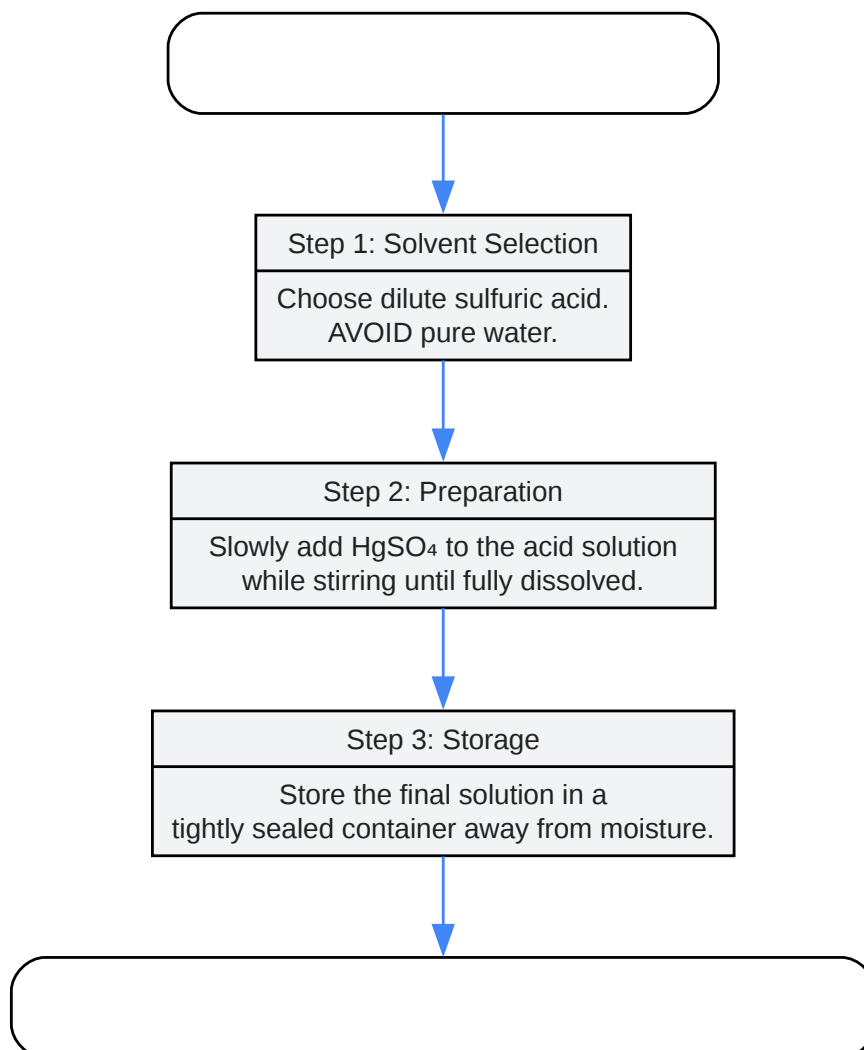 Step 1: Solvent Selection
Choose dilute sulfuric acid.
AVOID pure water.
Step 2: Preparation
Slowly add HgSO₄ to the acid solution
while stirring until fully dissolved.
Step 3: Storage
Store the final solution in a
tightly sealed container away from moisture.